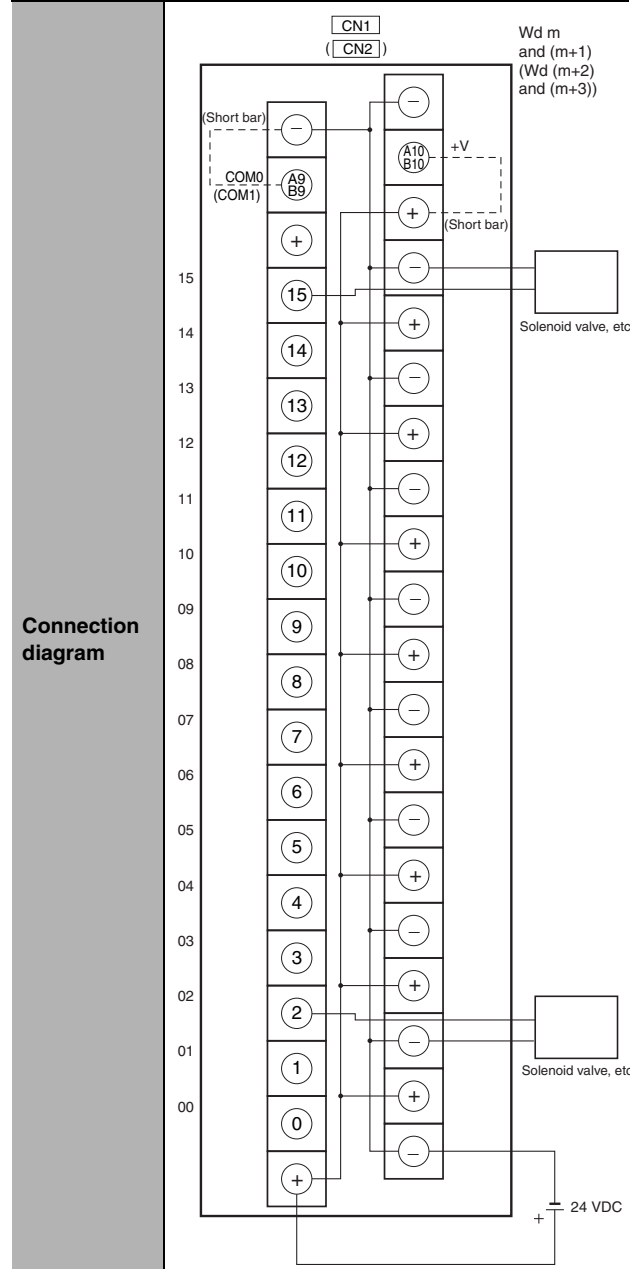 CN1
( CN2 )
Wd m
and (m+1)
(Wd (m+2)
and (m+3))
(Short bar)
−
−
COM0
(COM1)
A9
B9
A10
B10
+V
+
+
(Short bar)
15
15
−
Solenoid valve, etc
14
14
+
13
13
−
12
12
+
11
11
−
10
10
+
09
9
−
Connection
diagram
08
8
+
07
7
−
06
6
+
05
5
−
04
4
+
03
3
−
02
2
+
01
1
−
Solenoid valve, etc
00
0
+
+
−
+
24 VDC